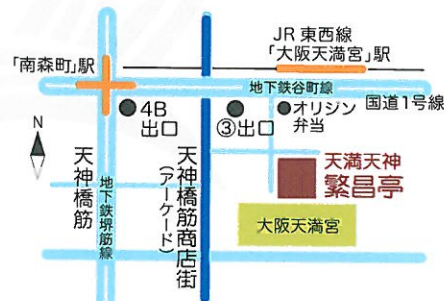 JR東西線
「大阪天満宮」駅
「南森町」駅
地下鉄谷町線
国道1号線
4B
出口
③出口
オリジン
弁当
N
天神橋筋
地下鉄堺筋線
天神橋筋商店街
(アーケード)
天満天神
繁昌亭
大阪天満宮